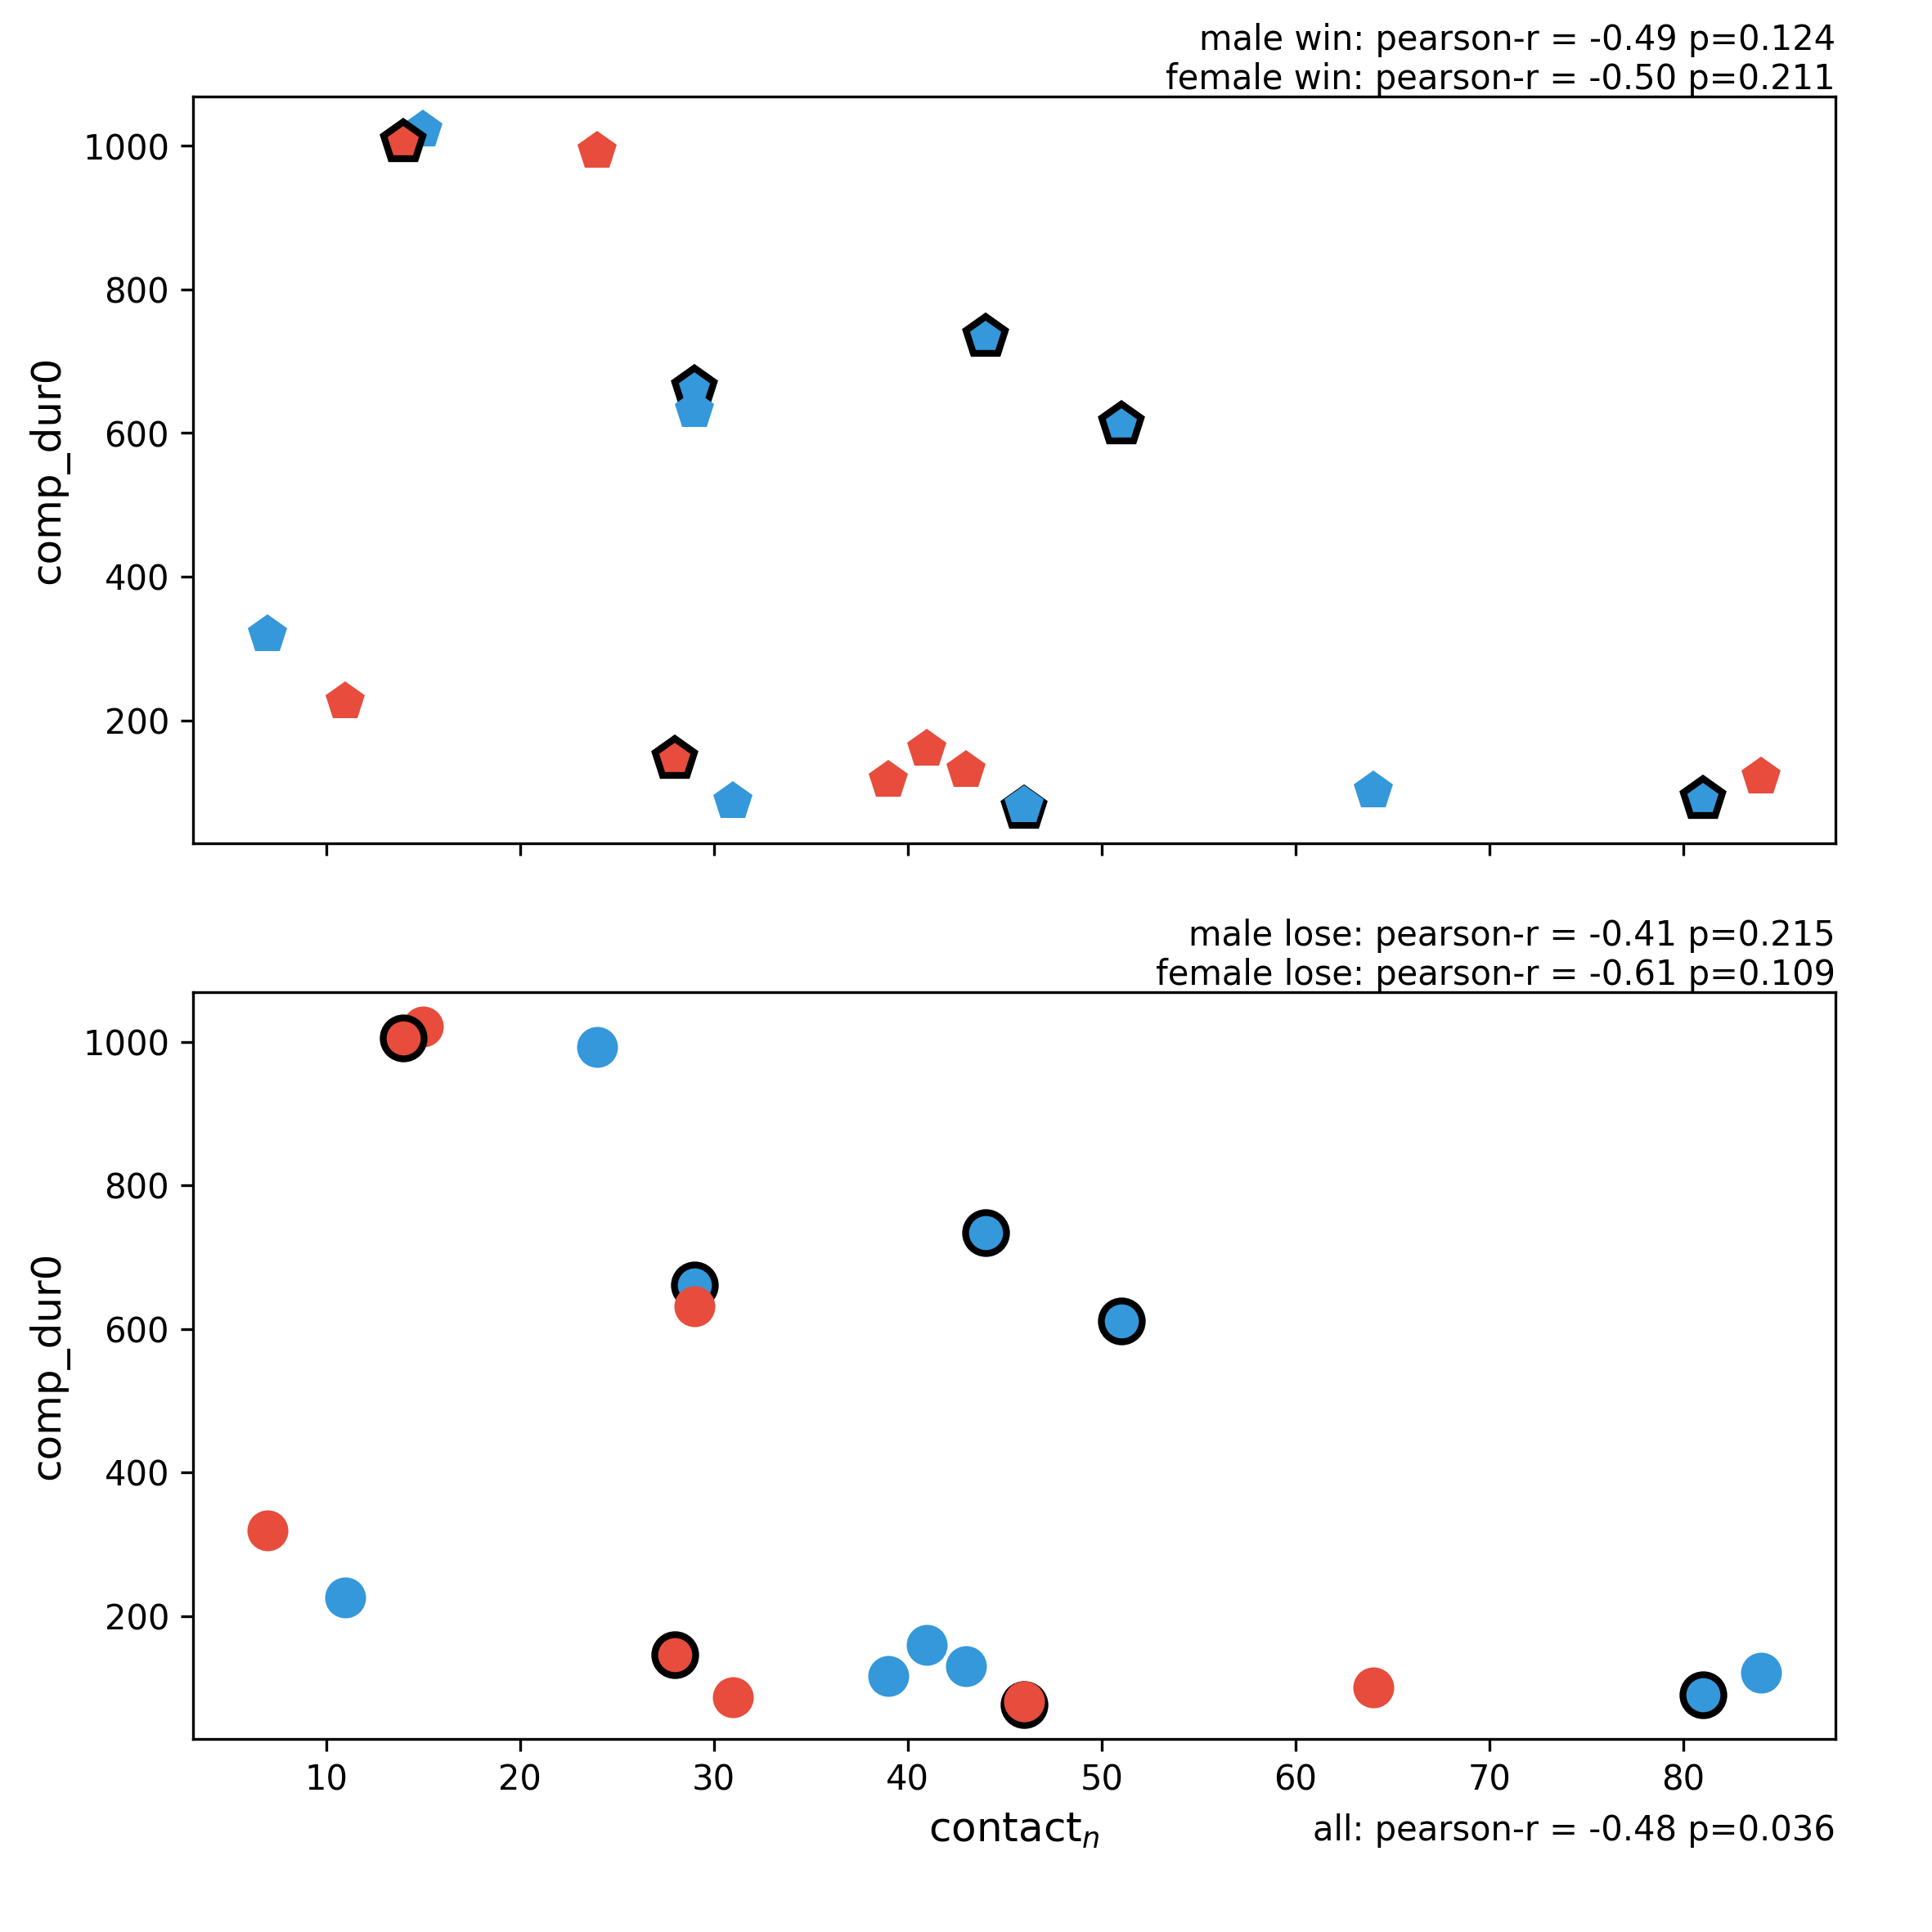 male win: pearson-r = -0.49 p=0.124
female win: pearson-r = -0.50 p=0.211
1000
800
600
400
200
comp_dur0
male lose: pearson-r = -0.41 p=0.215
female lose: pearson-r = -0.61 p=0.109
1000
800
600
400
200
comp_dur0
10 20 30 40 50 60 70 80
contactn
all: pearson-r = -0.48 p=0.036